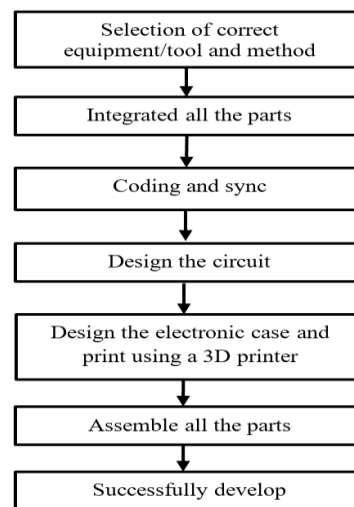 Selection of correct
equipment/tool and method
Integrated all the parts
Coding and sync
Design the circuit
Design the electronic case and
print using a 3D printer
Assemble all the parts
Successfully develop